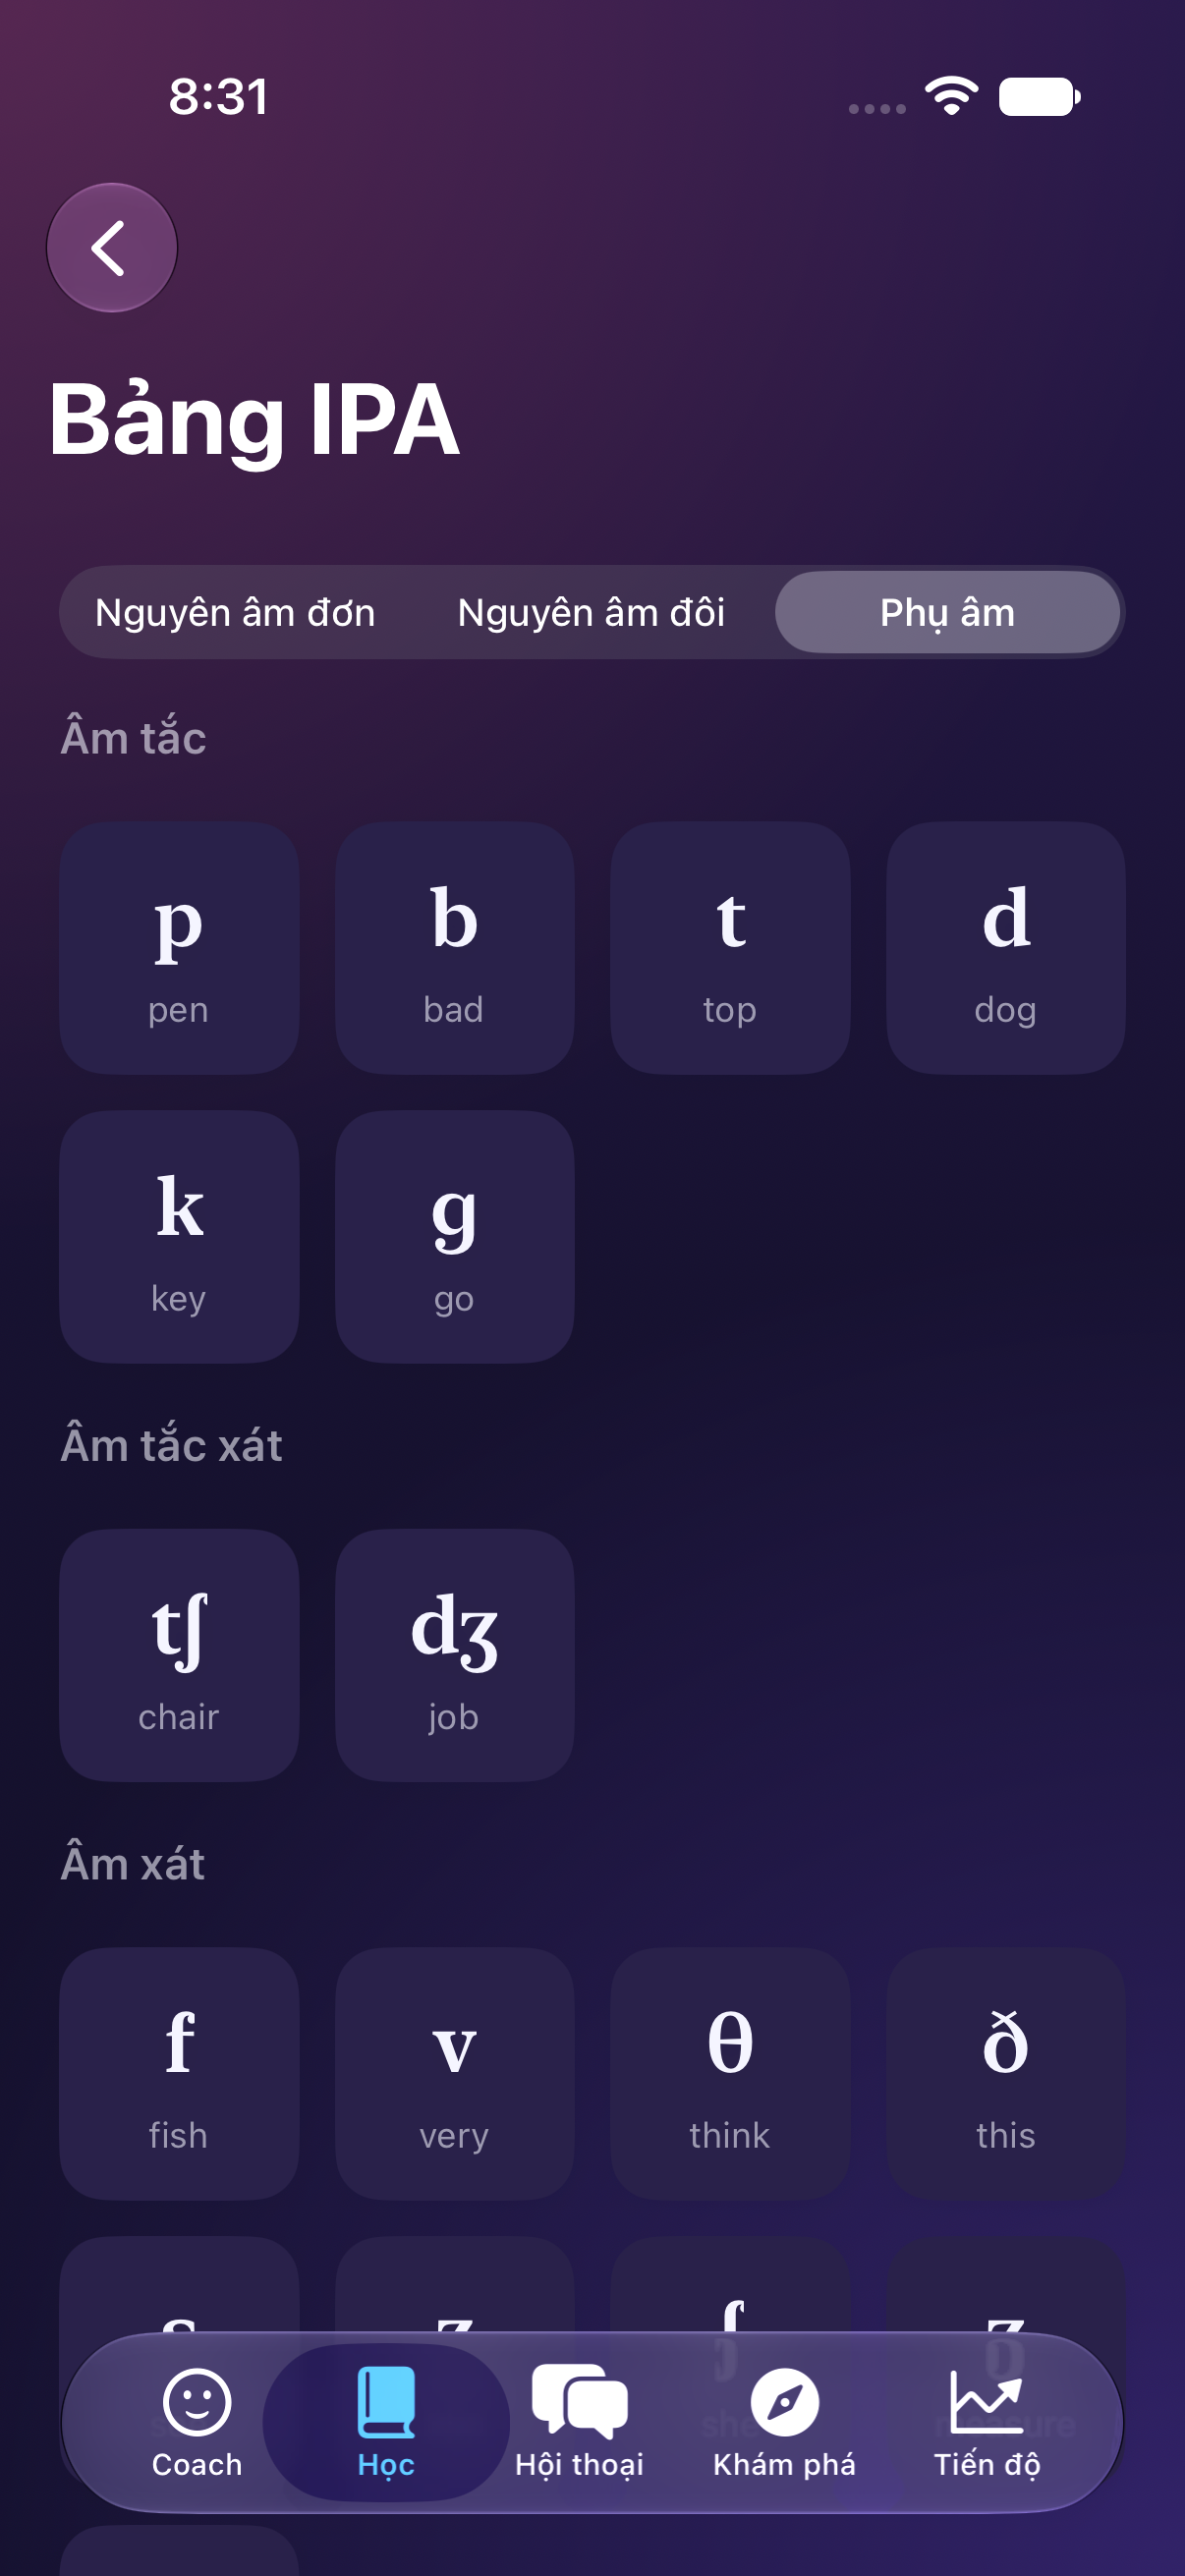 8:31
Bảng IPA
Nguyên âm đơn Nguyên âm đôi Phụ âm
Âm tắc
p b t d
pen bad top dog
k g
key go
Âm tắc xát
tʃ dʒ
chair job
Âm xát
f v θ ð
fish very think this
Coach Học Hội thoại Khám phá Tiến độ